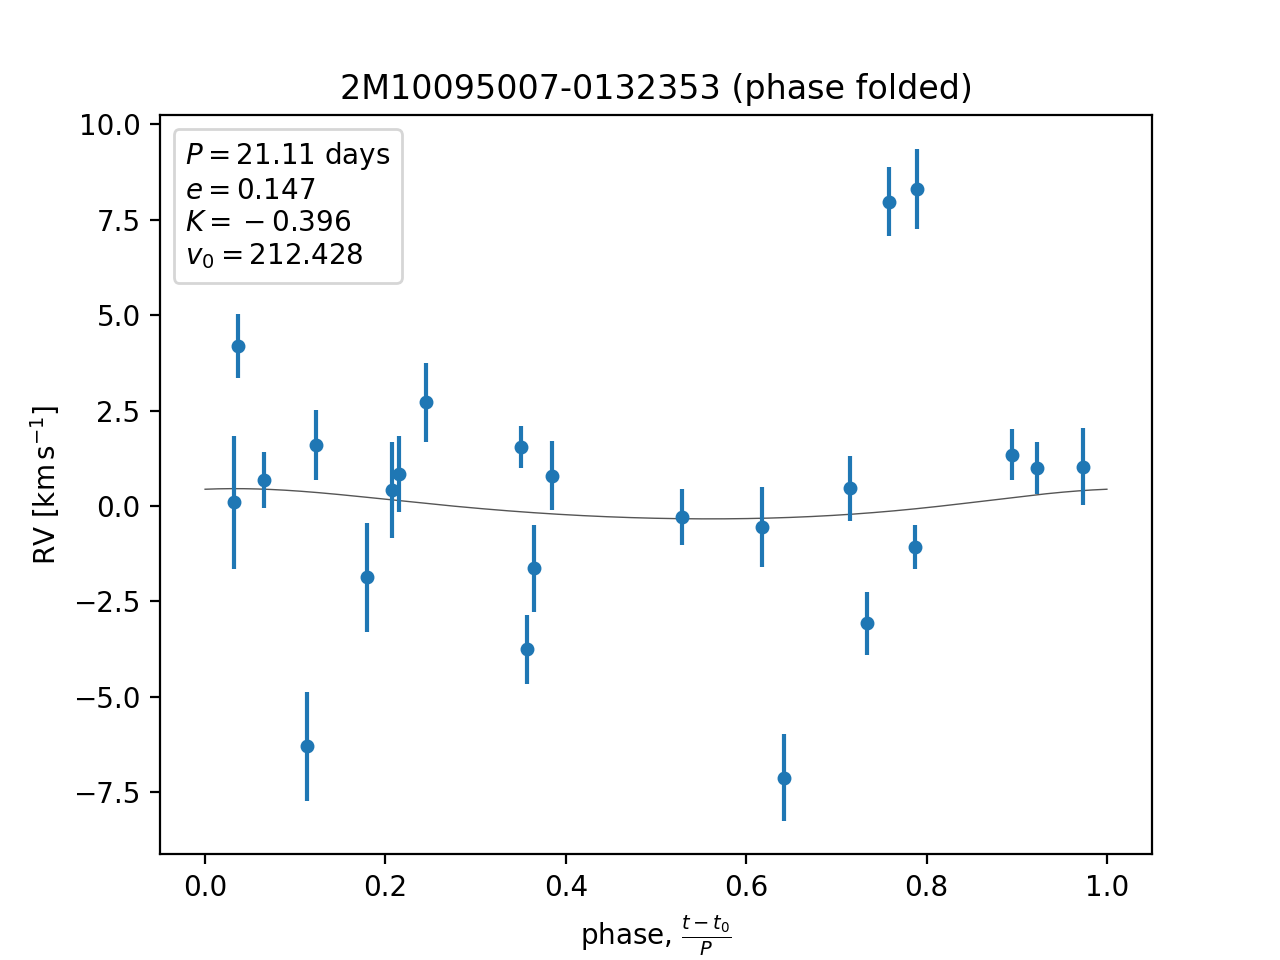 2M10095007-0132353 (phase folded)
P = 21.11 days
e = 0.147
K = −0.396
v₀ = 212.428
10.0
7.5
5.0
2.5
0.0
−2.5
−5.0
−7.5
RV [km s⁻¹]
0.0 0.2 0.4 0.6 0.8 1.0
phase, (t − t₀)/P